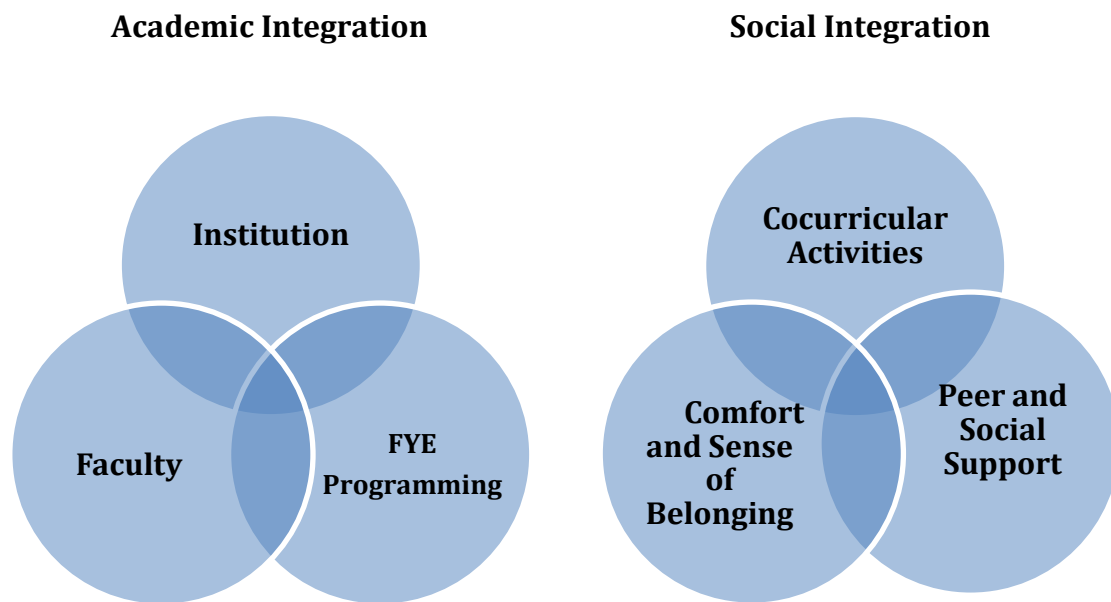 Academic Integration
Social Integration
Institution
Faculty
FYE
Programming
Cocurricular
Activities
Comfort
and Sense
of
Belonging
Peer and
Social
Support